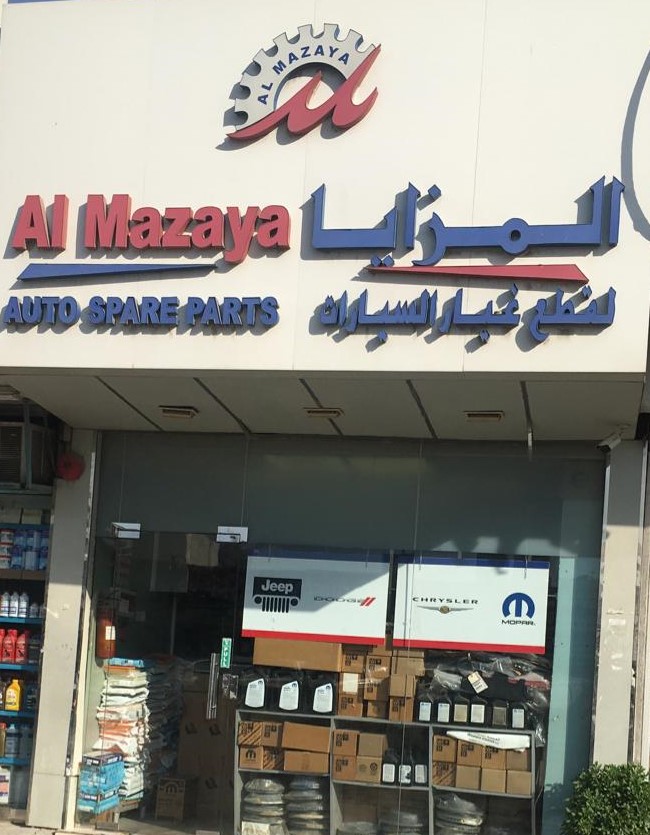 AL MAZAYA
Al Mazaya
المزايا
AUTO SPARE PARTS
لقطع غيار السيارات
Jeep
DODGE
CHRYSLER
MOPAR